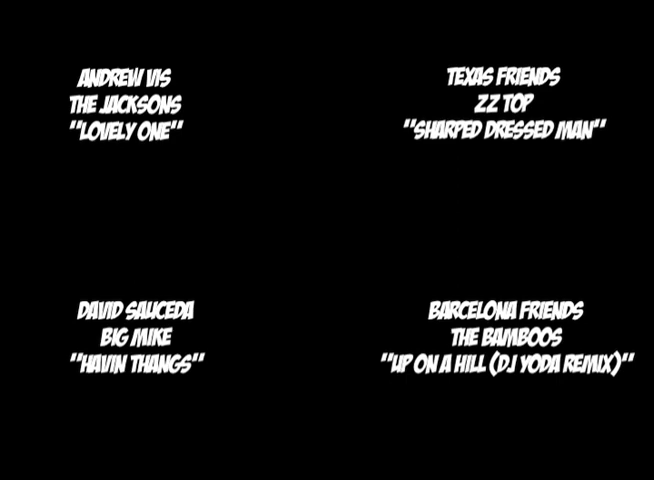 ANDREW VIS
THE JACKSONS
"LOVELY ONE"
TEXAS FRIENDS
ZZ TOP
"SHARPED DRESSED MAN"
DAVID SAUCEDA
BIG MIKE
"HAVIN THANGS"
BARCELONA FRIENDS
THE BAMBOOS
"UP ON A HILL (DJ YODA REMIX)"